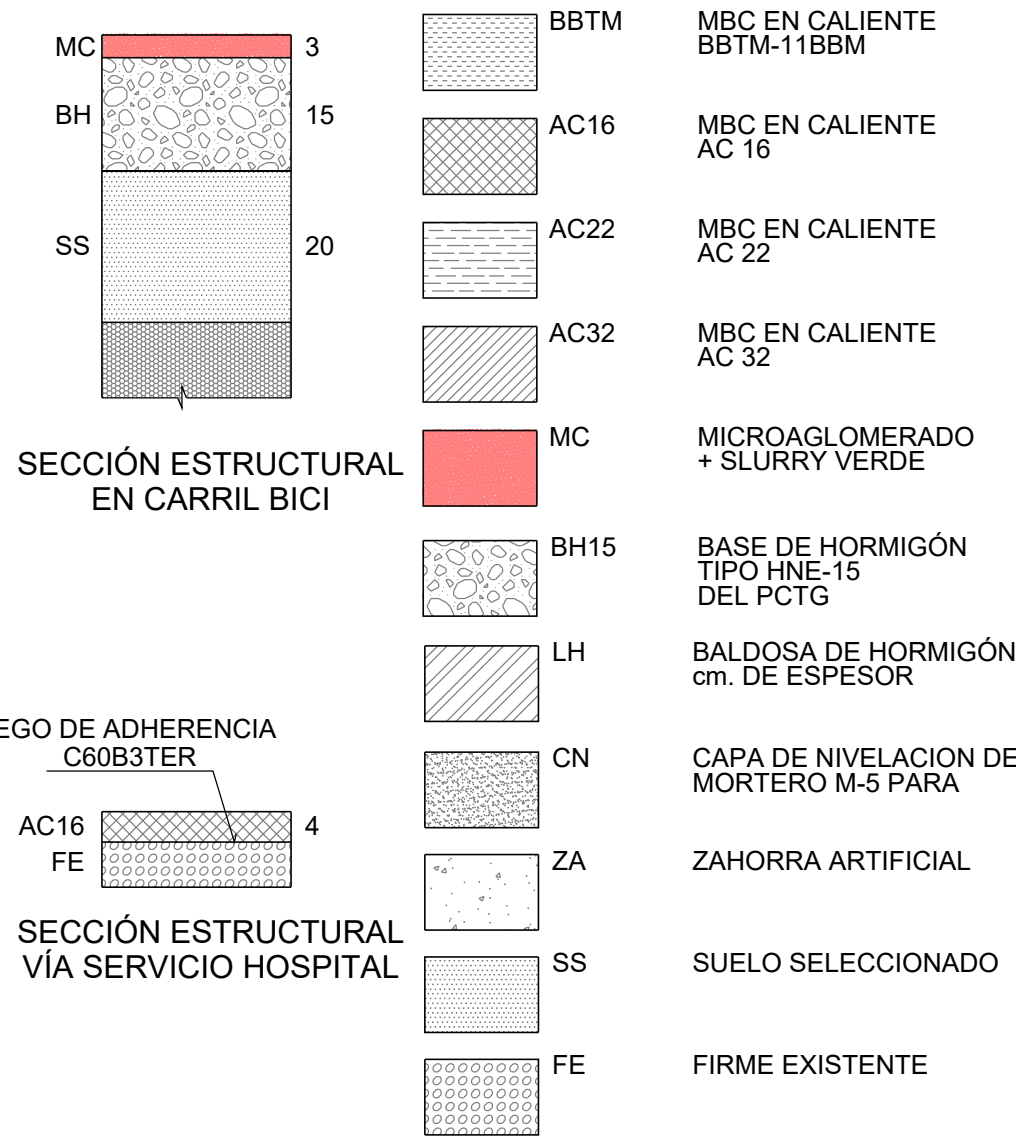 MC 3
BH 15
SS 20
SECCIÓN ESTRUCTURAL
EN CARRIL BICI
EGO DE ADHERENCIA
C60B3TER
AC16 4
FE
SECCIÓN ESTRUCTURAL
VÍA SERVICIO HOSPITAL
BBTM MBC EN CALIENTE
BBTM-11BBM
AC16 MBC EN CALIENTE
AC 16
AC22 MBC EN CALIENTE
AC 22
AC32 MBC EN CALIENTE
AC 32
MC MICROAGLOMERADO
+ SLURRY VERDE
BH15 BASE DE HORMIGÓN
TIPO HNE-15
DEL PCTG
LH BALDOSA DE HORMIGÓN
cm. DE ESPESOR
CN CAPA DE NIVELACION DE
MORTERO M-5 PARA
ZA ZAHORRA ARTIFICIAL
SS SUELO SELECCIONADO
FE FIRME EXISTENTE